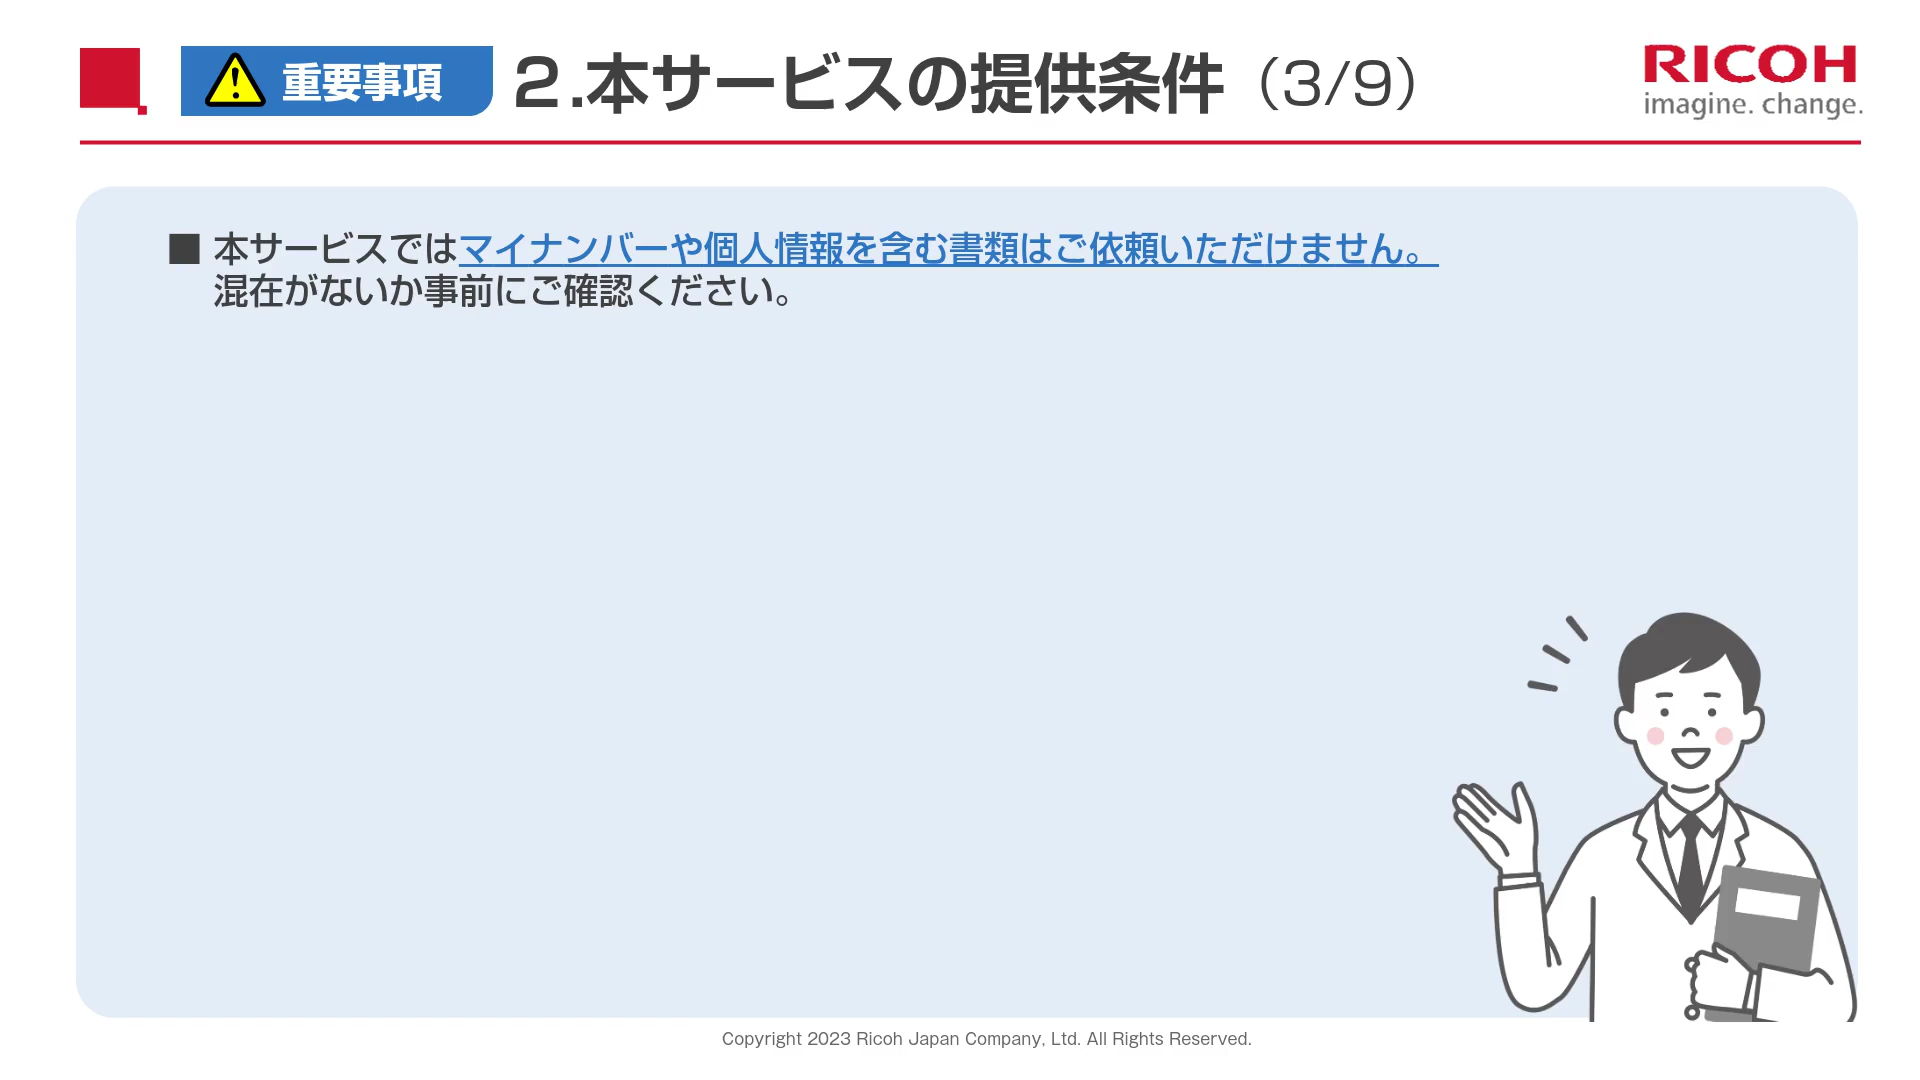 重要事項 2.本サービスの提供条件（3/9）
RICOH
imagine. change.
■ 本サービスではマイナンバーや個人情報を含む書類はご依頼いただけません。
混在がないか事前にご確認ください。
Copyright 2023 Ricoh Japan Company, Ltd. All Rights Reserved.